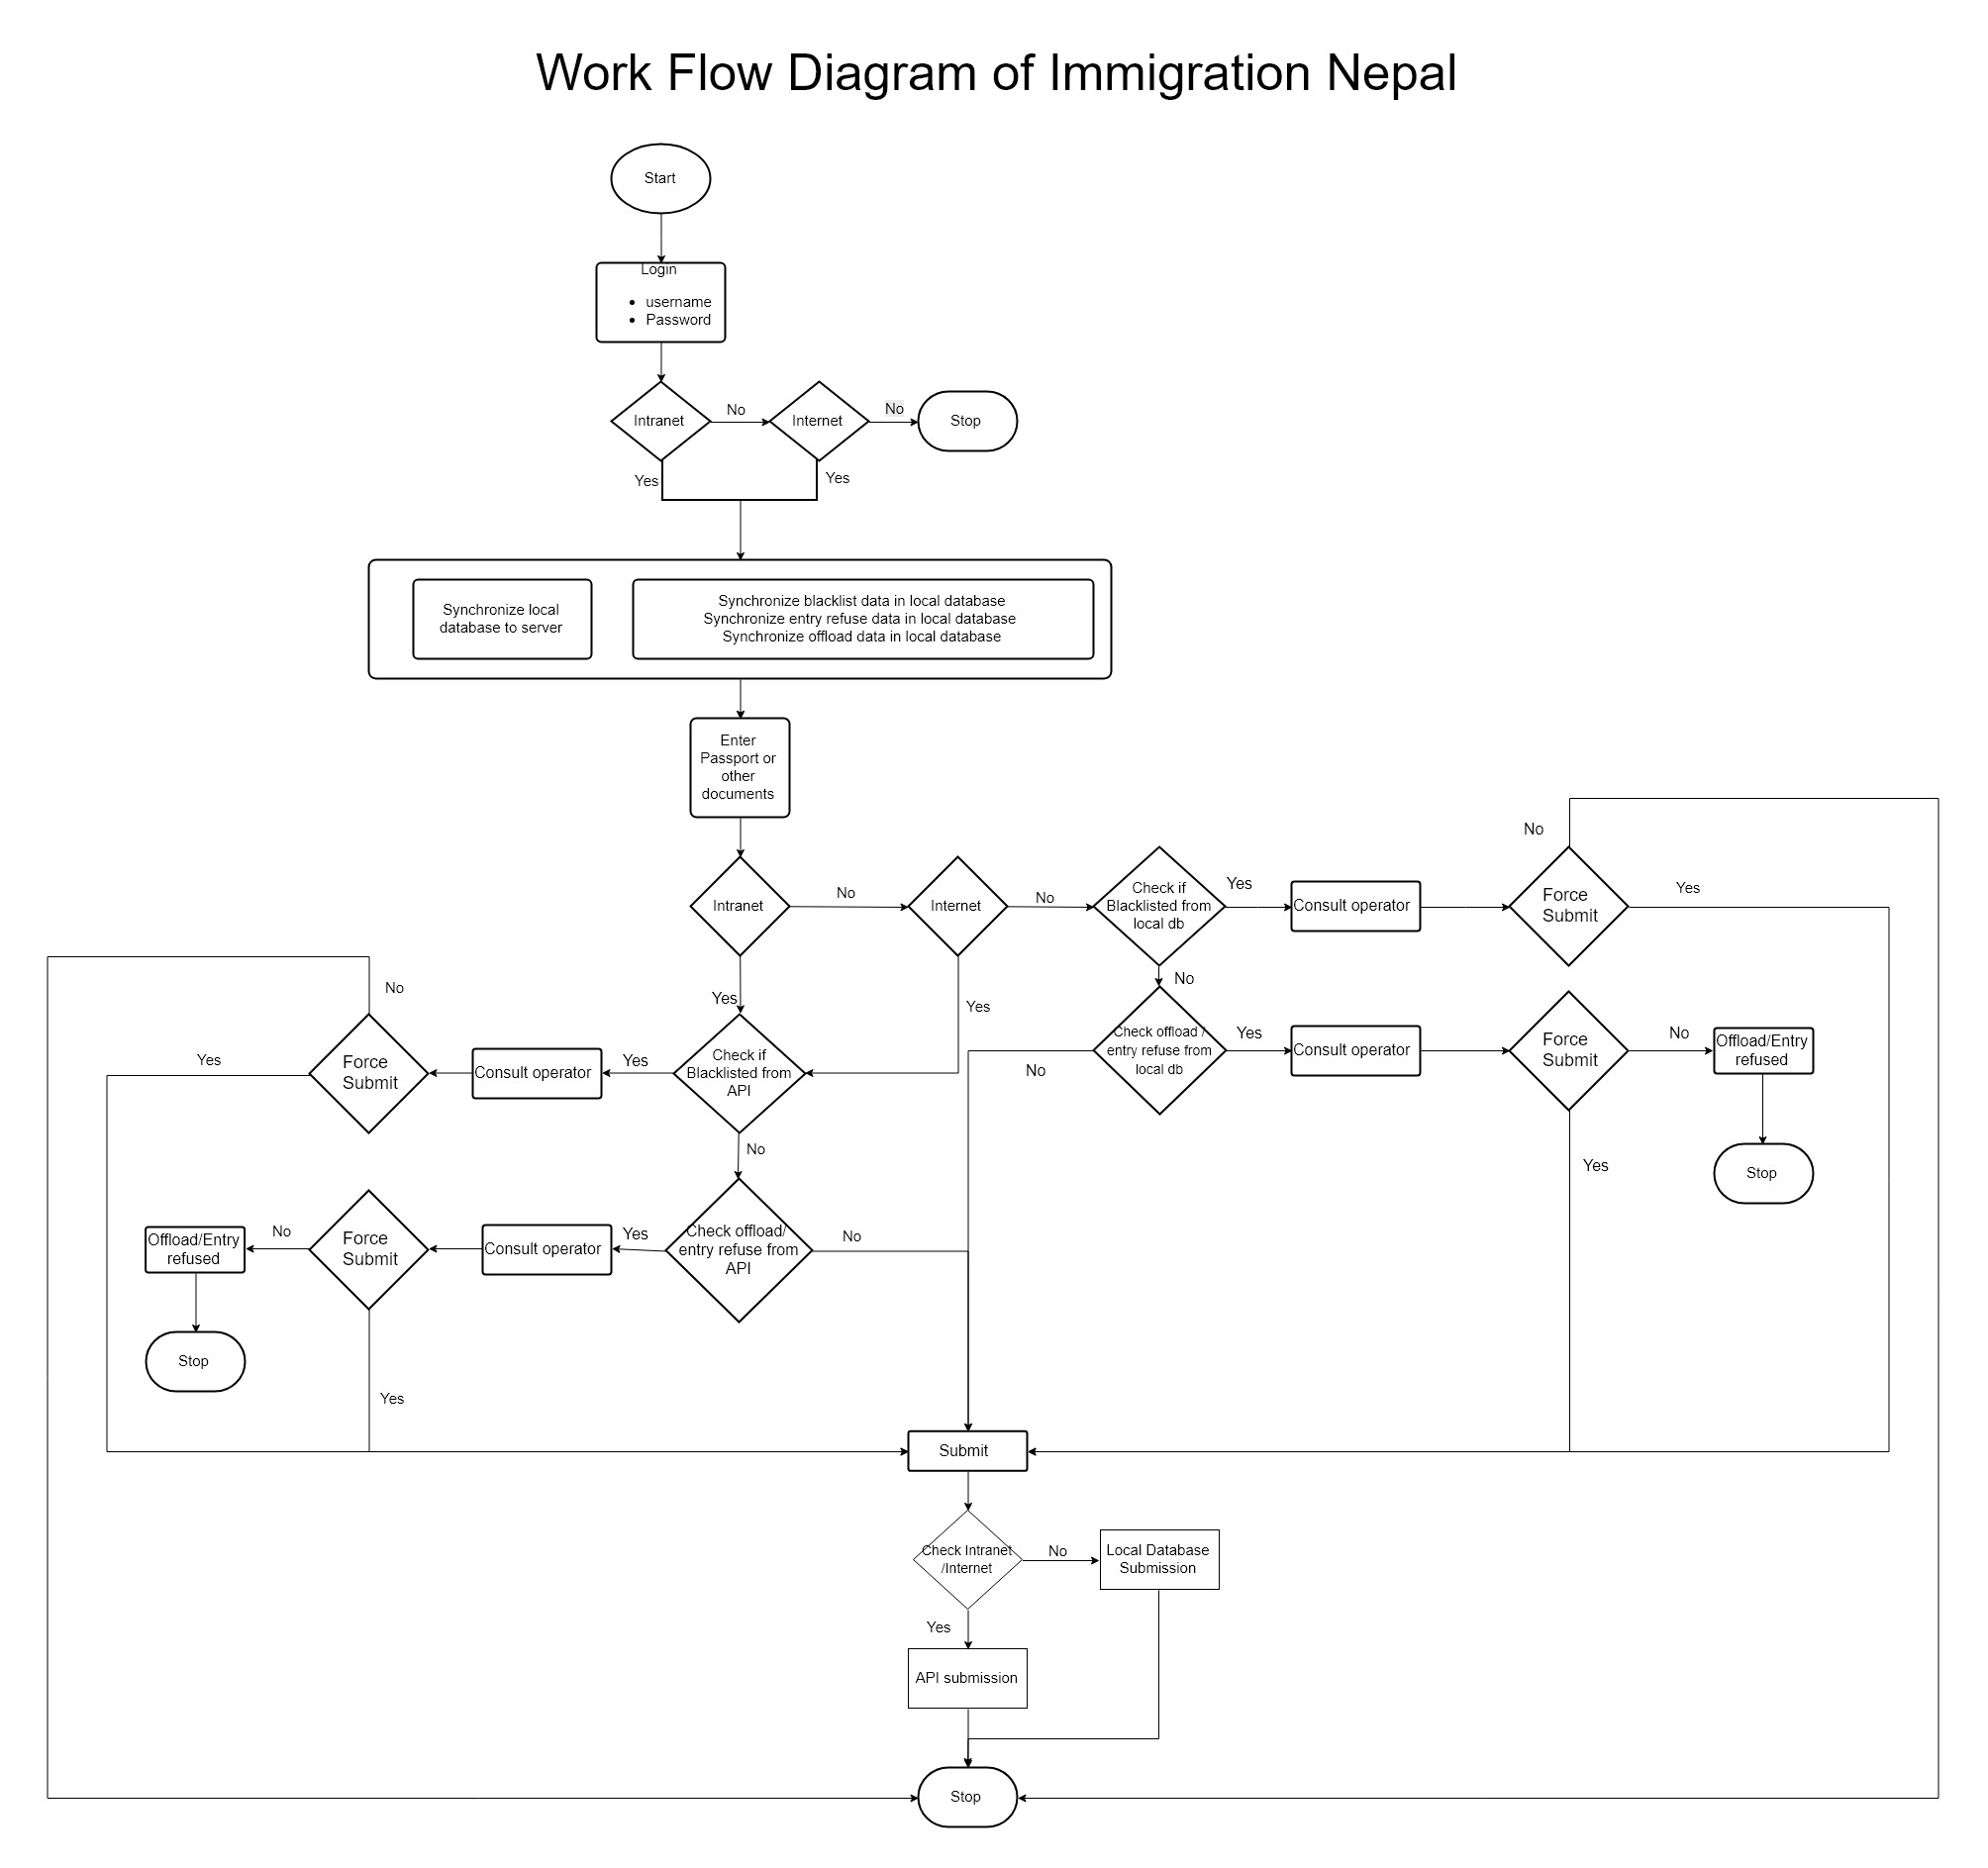 Work Flow Diagram of Immigration Nepal
Start
Login
username
Password
Intranet
No
Internet
No
Stop
Yes
Yes
Synchronize local
database to server
Synchronize blacklist data in local database
Synchronize entry refuse data in local database
Synchronize offload data in local database
Enter
Passport or
other
documents
Intranet
No
Internet
No
Check if
Blacklisted from
local db
Yes
Consult operator
Force
Submit
No
Yes
No
Yes
Yes
No
Check offload /
entry refuse from
local db
Yes
Consult operator
Force
Submit
No
Offload/Entry
refused
Stop
Yes
No
Yes
Force
Submit
Consult operator
Yes
Check if
Blacklisted from
API
No
Offload/Entry
refused
No
Force
Submit
Consult operator
Yes
Check offload/
entry refuse from
API
No
Stop
Yes
Submit
Check Intranet
/Internet
No
Local Database
Submission
Yes
API submission
Stop